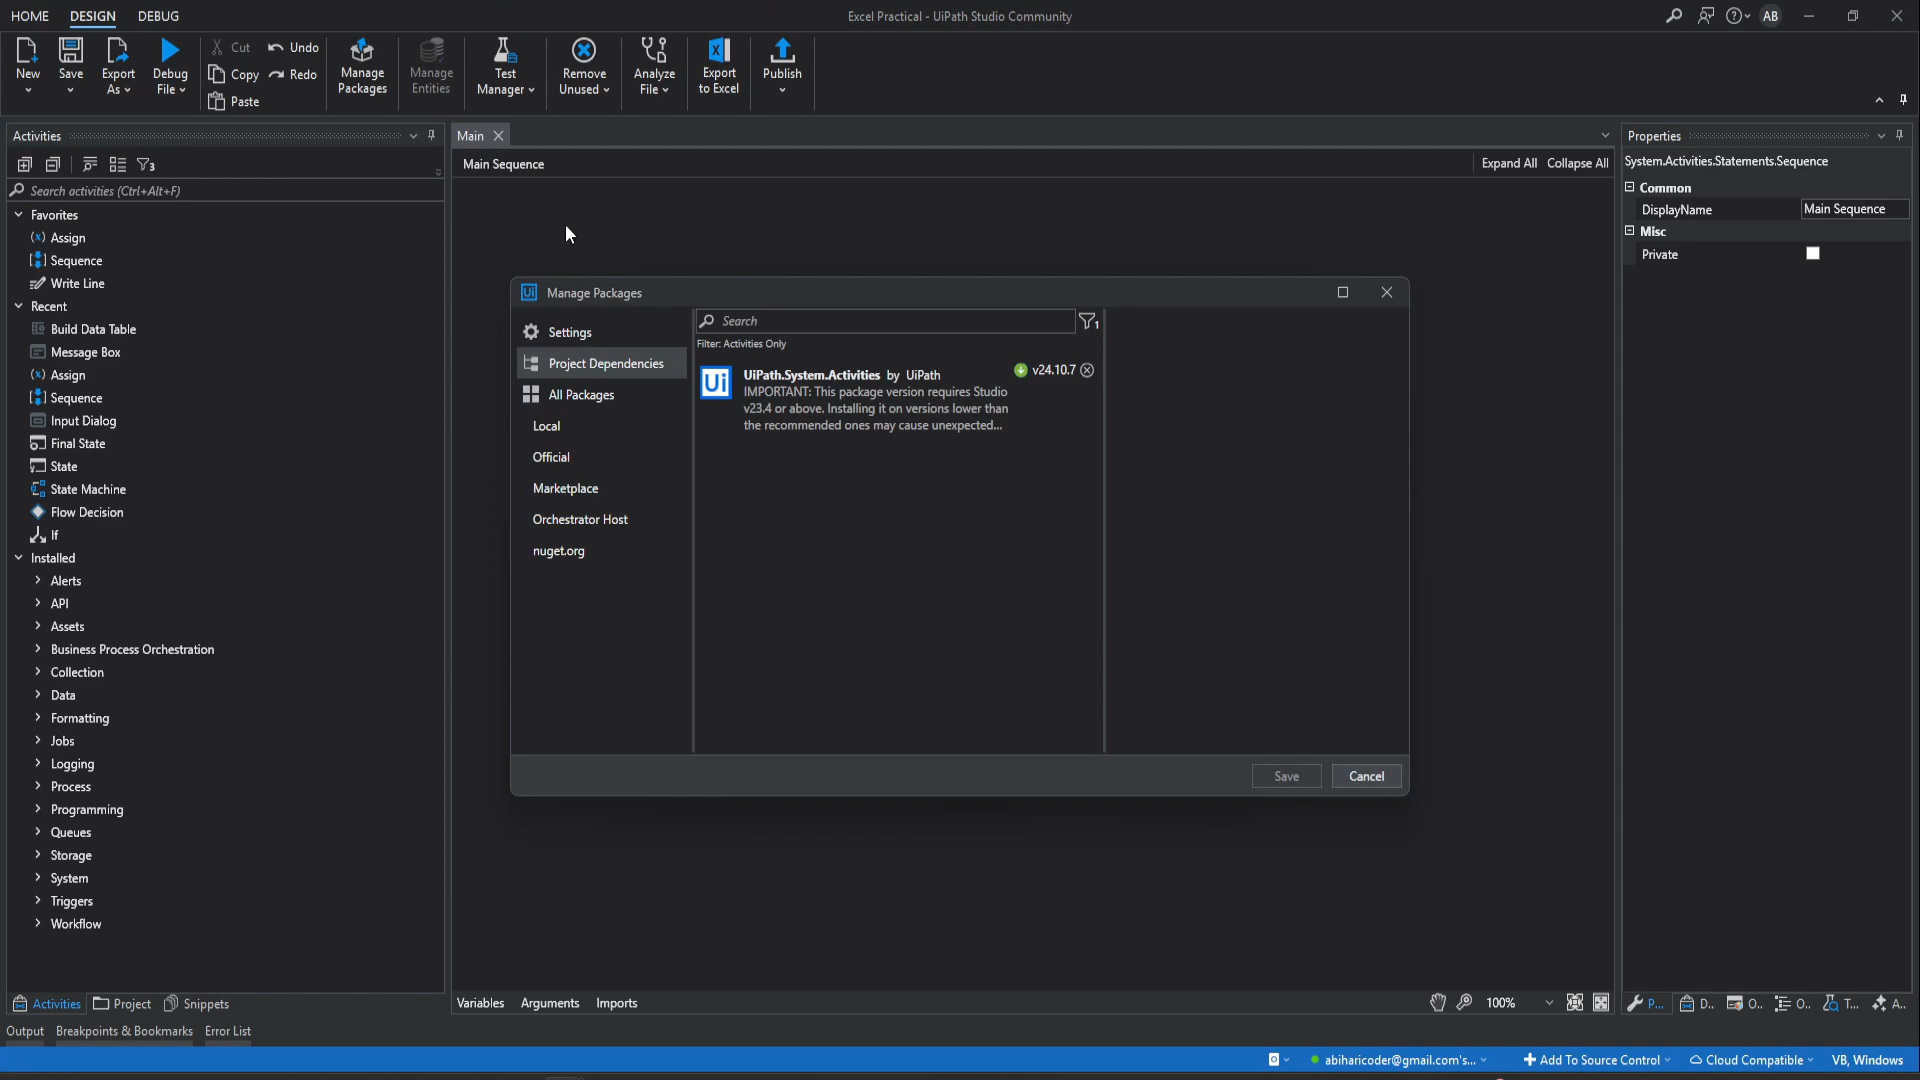 HOME DESIGN DEBUG
Excel Practical - UiPath Studio Community
AB
New
Save
Export As
Debug File
Cut
Copy
Paste
Undo
Redo
Manage Packages
Manage Entities
Test Manager
Remove Unused
Analyze File
Export to Excel
Publish
Activities
3
Search activities (Ctrl+Alt+F)
Favorites
Assign
Sequence
Write Line
Recent
Build Data Table
Message Box
Assign
Sequence
Input Dialog
Final State
State
State Machine
Flow Decision
If
Installed
Alerts
API
Assets
Business Process Orchestration
Collection
Data
Formatting
Jobs
Logging
Process
Programming
Queues
Storage
System
Triggers
Workflow
Activities Project Snippets
Output Breakpoints & Bookmarks Error List
Main
Main Sequence
Expand All Collapse All
Ui Manage Packages
Settings
Project Dependencies
All Packages
Local
Official
Marketplace
Orchestrator Host
nuget.org
Search
1
Filter: Activities Only
Ui
UiPath.System.Activities by UiPath
v24.10.7
IMPORTANT: This package version requires Studio
v23.4 or above. Installing it on versions lower than
the recommended ones may cause unexpected...
Save Cancel
Variables Arguments Imports
100%
Properties
System.Activities.Statements.Sequence
Common
DisplayName Main Sequence
Misc
Private
P... D... O... O... T... A...
abiharicoder@gmail.com's... Add To Source Control Cloud Compatible VB, Windows